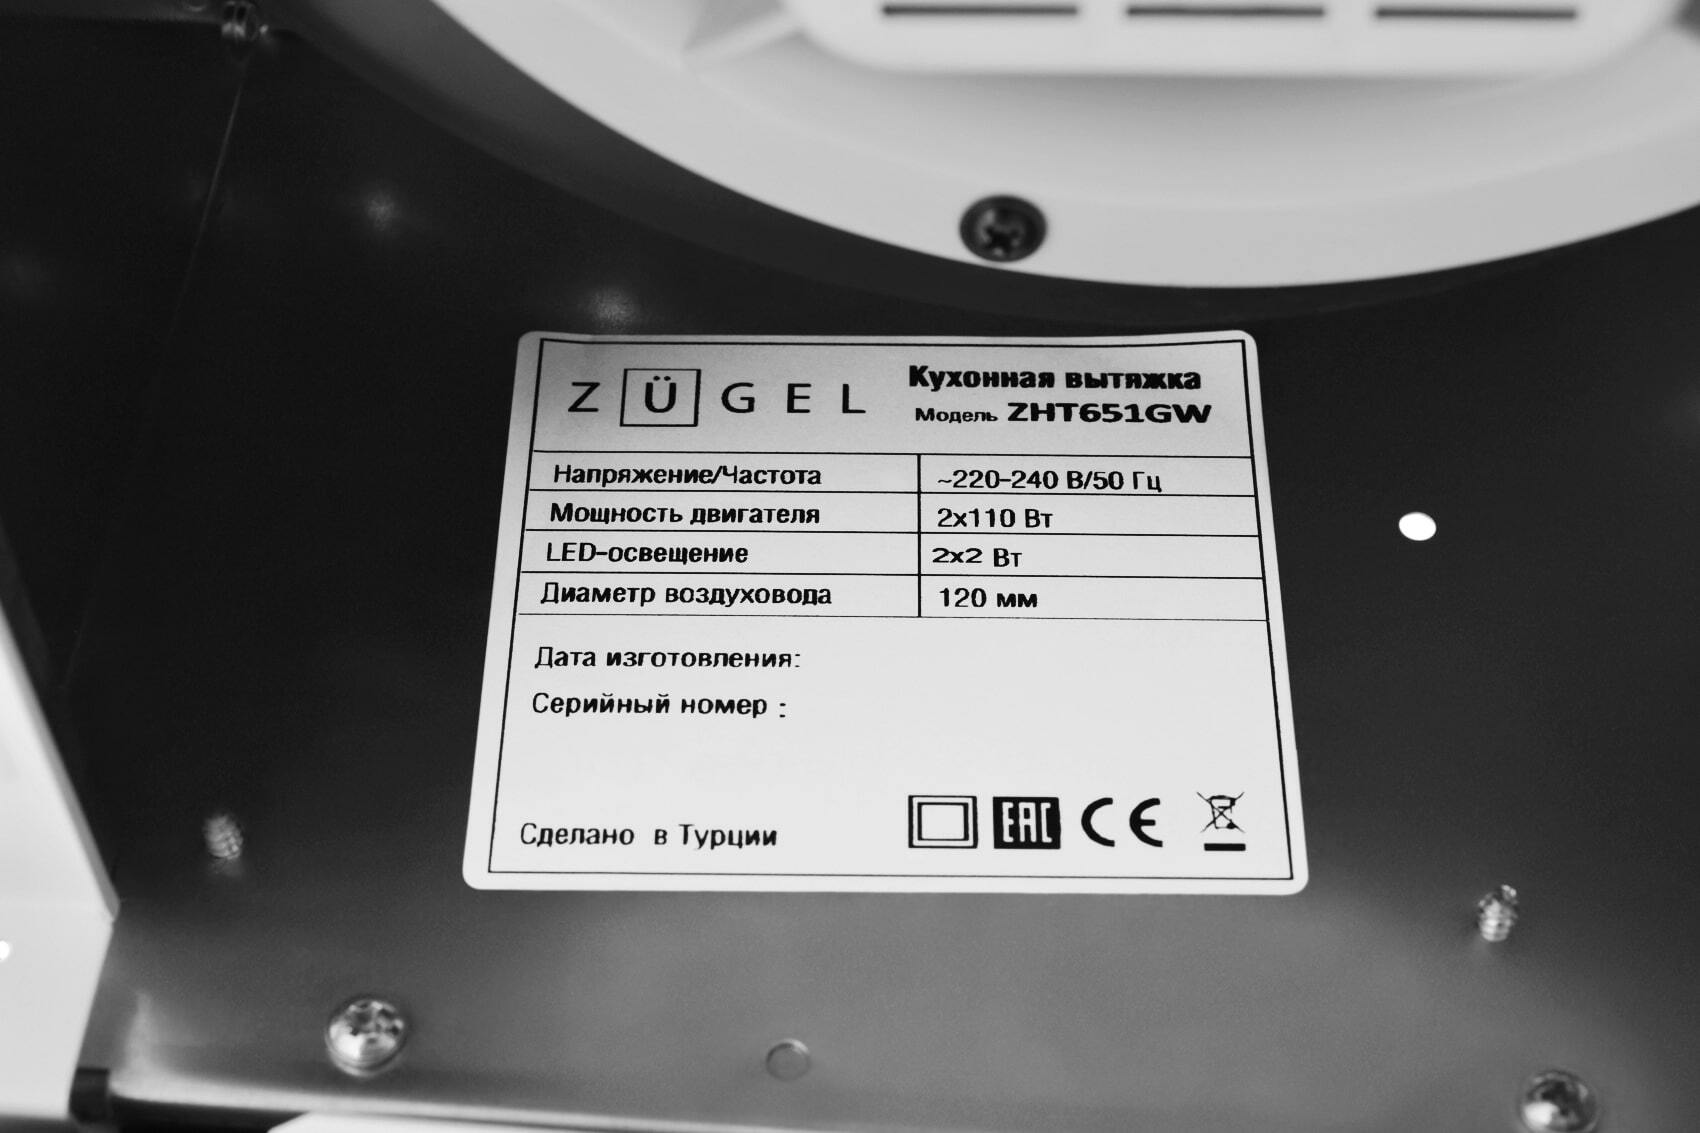 ZÜGEL
Кухонная вытяжка
Модель ZHT651GW
Напряжение/Частота ~220-240 В/50 Гц
Мощность двигателя 2x110 Вт
LED-освещение 2x2 Вт
Диаметр воздуховода 120 мм
Дата изготовления:
Серийный номер :
Сделано в Турции
EAC CE